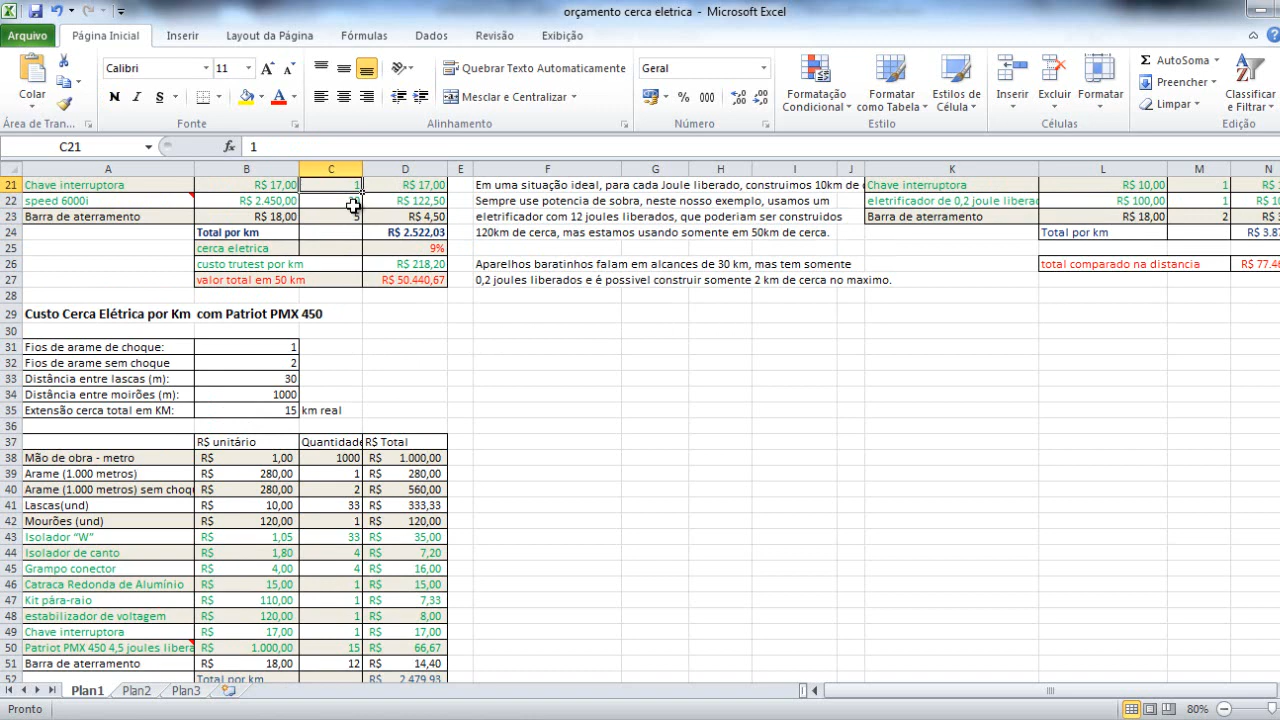 orçamento cerca eletrica - Microsoft Excel
Arquivo Página Inicial Inserir Layout da Página Fórmulas Dados Revisão Exibição
Colar
Calibri 11
N I S
Quebrar Texto Automaticamente
Mesclar e Centralizar
Geral
% 000
Formatação Condicional
Formatar como Tabela
Estilos de Célula
Inserir Excluir Formatar
AutoSoma
Preencher
Limpar
Classificar e Filtrar
Área de Tran... Fonte Alinhamento Número Estilo Células Edição
C21 fx 1
A B C D E F G H I J K L M N
21 Chave interruptora R$ 17,00 1 R$ 17,00 Em uma situação ideal, para cada Joule liberado, construimos 10km de Chave interruptora R$ 10,00 1
22 speed 6000i R$ 2.450,00 R$ 122,50 Sempre use potencia de sobra, neste nosso exemplo, usamos um eletrificador de 0,2 joule libera R$ 100,00 1
23 Barra de aterramento R$ 18,00 5 R$ 4,50 eletrificador com 12 joules liberados, que poderiam ser construidos Barra de aterramento R$ 18,00 2
24 Total por km R$ 2.522,03 120km de cerca, mas estamos usando somente em 50km de cerca. Total por km R$ 3.8
25 cerca eletrica 9%
26 custo trutest por km R$ 218,20 Aparelhos baratinhos falam em alcances de 30 km, mas tem somente total comparado na distancia R$ 77.4
27 valor total em 50 km R$ 50.440,67 0,2 joules liberados e é possivel construir somente 2 km de cerca no maximo.
28
29 Custo Cerca Elétrica por Km com Patriot PMX 450
30
31 Fios de arame de choque: 1
32 Fios de arame sem choque 2
33 Distância entre lascas (m): 30
34 Distância entre moirões (m): 1000
35 Extensão cerca total em KM: 15 km real
36
37 R$ unitário Quantidade R$ Total
38 Mão de obra - metro R$ 1,00 1000 R$ 1.000,00
39 Arame (1.000 metros) R$ 280,00 1 R$ 280,00
40 Arame (1.000 metros) sem choq R$ 280,00 2 R$ 560,00
41 Lascas(und) R$ 10,00 33 R$ 333,33
42 Mourões (und) R$ 120,00 1 R$ 120,00
43 Isolador “W” R$ 1,05 33 R$ 35,00
44 Isolador de canto R$ 1,80 4 R$ 7,20
45 Grampo conector R$ 4,00 4 R$ 16,00
46 Catraca Redonda de Alumínio R$ 15,00 1 R$ 15,00
47 Kit pára-raio R$ 110,00 1 R$ 7,33
48 estabilizador de voltagem R$ 120,00 1 R$ 8,00
49 Chave interruptora R$ 17,00 1 R$ 17,00
50 Patriot PMX 450 4,5 joules libera R$ 1.000,00 15 R$ 66,67
51 Barra de aterramento R$ 18,00 12 R$ 14,40
52 Total por km R$ 2.479,93
Plan1 Plan2 Plan3
Pronto 80%